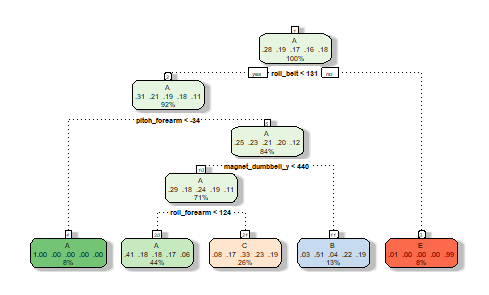 1
A
.28 .19 .17 .16 .18
100%
yes roll_belt < 131 no
2
A
.31 .21 .19 .18 .11
92%
pitch_forearm < -34
5
A
.25 .23 .21 .20 .12
84%
magnet_dumbbell_y < 440
10
A
.29 .18 .24 .19 .11
71%
roll_forearm < 124
4
20
21
11
3
A
1.00 .00 .00 .00 .00
8%
A
.41 .18 .18 .17 .06
44%
C
.08 .17 .33 .23 .19
26%
B
.03 .51 .04 .22 .19
13%
E
.01 .00 .00 .00 .99
8%